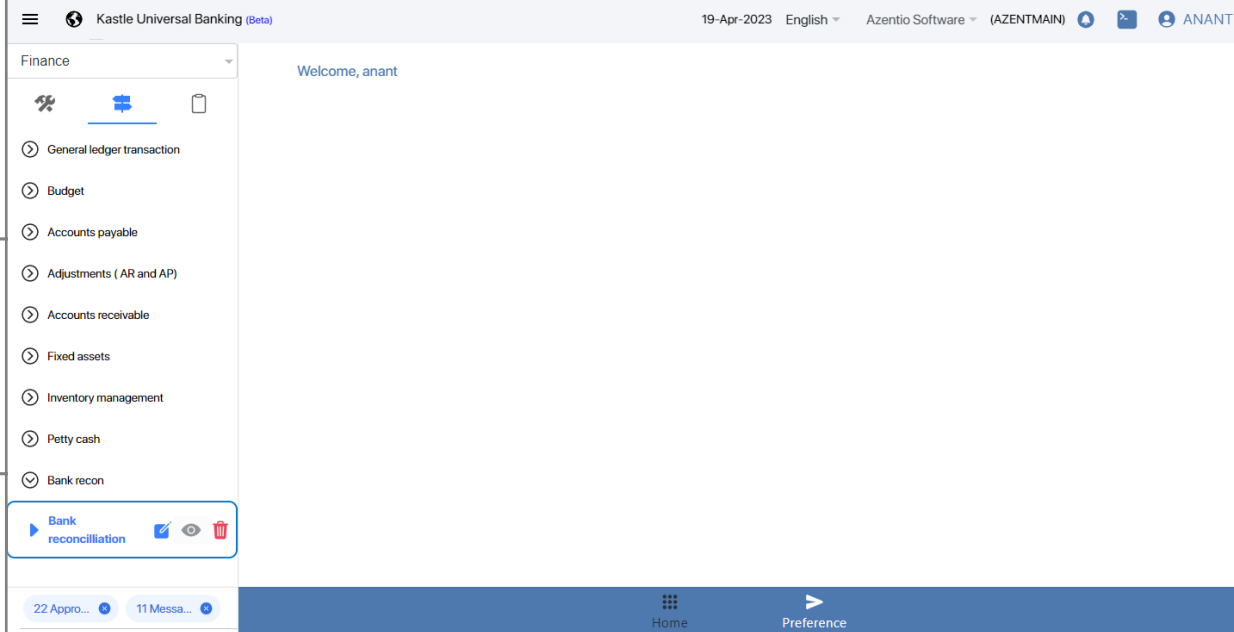 Kastle Universal Banking (Beta)
19-Apr-2023 English Azentio Software (AZENTMAIN) ANANT
Finance
Welcome, anant
General ledger transaction
Budget
Accounts payable
Adjustments ( AR and AP)
Accounts receivable
Fixed assets
Inventory management
Petty cash
Bank recon
Bank
reconcilliation
22 Appro... 11 Messa...
Home
Preference